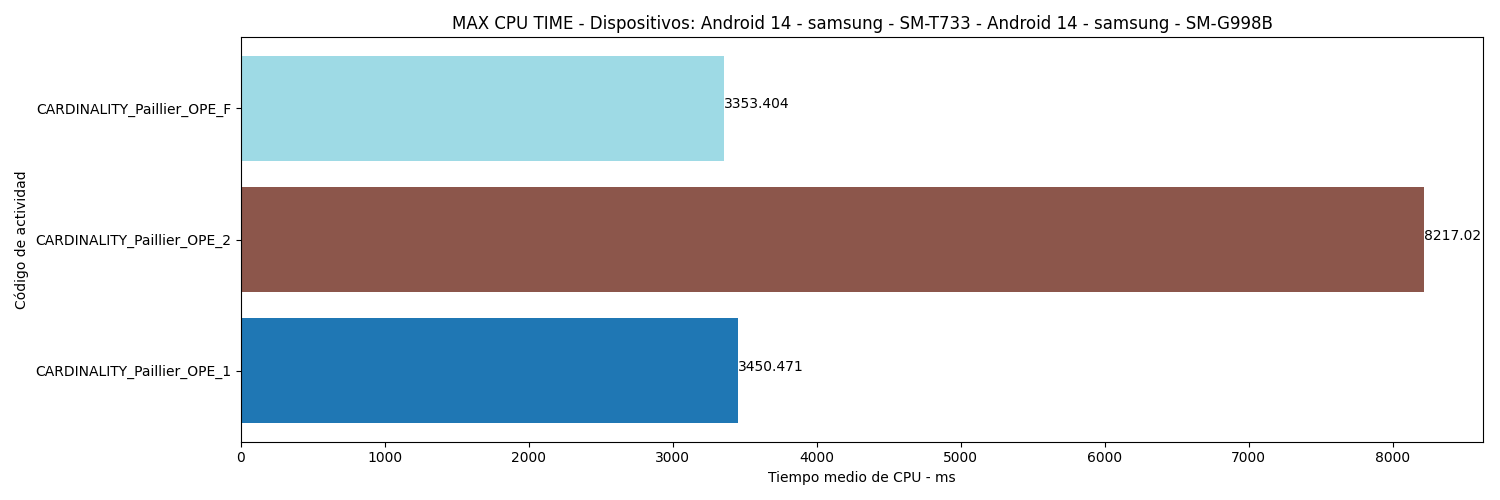 MAX CPU TIME - Dispositivos: Android 14 - samsung - SM-T733 - Android 14 - samsung - SM-G998B
Código de actividad
CARDINALITY_Paillier_OPE_F
3353.404
CARDINALITY_Paillier_OPE_2
8217.02
CARDINALITY_Paillier_OPE_1
3450.471
0 1000 2000 3000 4000 5000 6000 7000 8000
Tiempo medio de CPU - ms